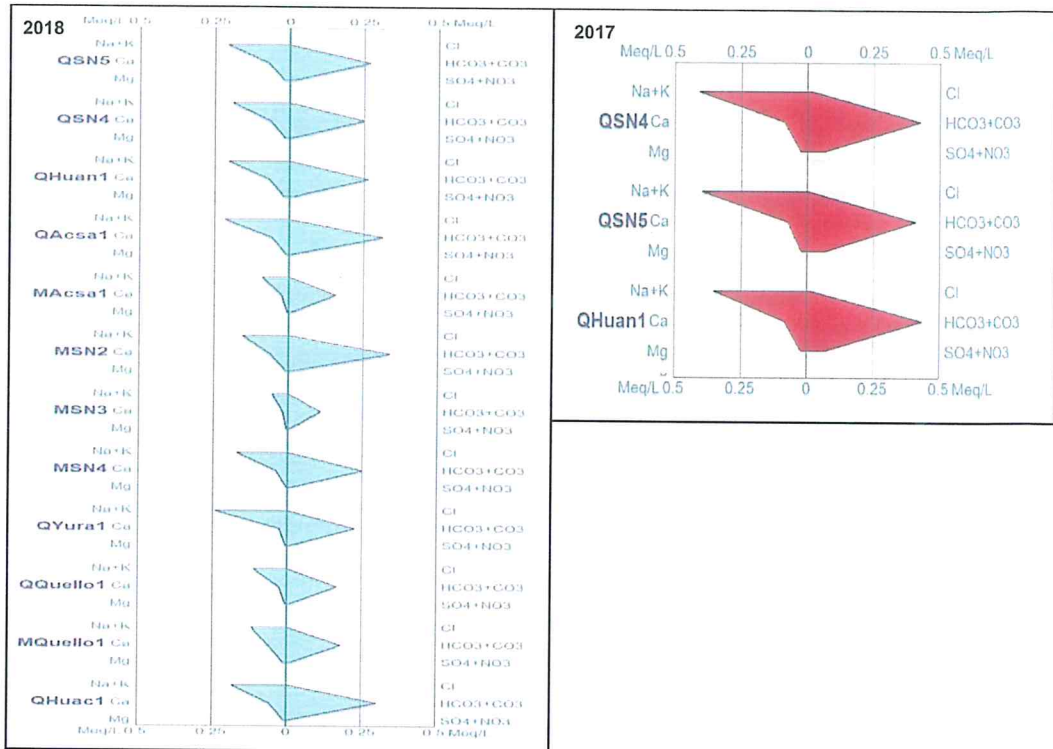 2018
Meq/L 0.5 0.25 0 0.25 0.5 Meq/L
Na+K Cl
QSN5 Ca HCO3+CO3
Mg SO4+NO3
Na+K Cl
QSN4 Ca HCO3+CO3
Mg SO4+NO3
Na+K Cl
QHuan1 Ca HCO3+CO3
Mg SO4+NO3
Na+K Cl
QAcsa1 Ca HCO3+CO3
Mg SO4+NO3
Na+K Cl
MAcsa1 Ca HCO3+CO3
Mg SO4+NO3
Na+K Cl
MSN2 Ca HCO3+CO3
Mg SO4+NO3
Na+K Cl
MSN3 Ca HCO3+CO3
Mg SO4+NO3
Na+K Cl
MSN4 Ca HCO3+CO3
Mg SO4+NO3
Na+K Cl
QYura1 Ca HCO3+CO3
Mg SO4+NO3
Na+K Cl
QQuello1 Ca HCO3+CO3
Mg SO4+NO3
Na+K Cl
MQuello1 Ca HCO3+CO3
Mg SO4+NO3
Na+K Cl
QHuac1 Ca HCO3+CO3
Mg SO4+NO3
Meq/L 0.5 0.25 0 0.25 0.5 Meq/L
2017
Meq/L 0.5 0.25 0 0.25 0.5 Meq/L
Na+K Cl
QSN4 Ca HCO3+CO3
Mg SO4+NO3
Na+K Cl
QSN5 Ca HCO3+CO3
Mg SO4+NO3
Na+K Cl
QHuan1 Ca HCO3+CO3
Mg SO4+NO3
Meq/L 0.5 0.25 0 0.25 0.5 Meq/L